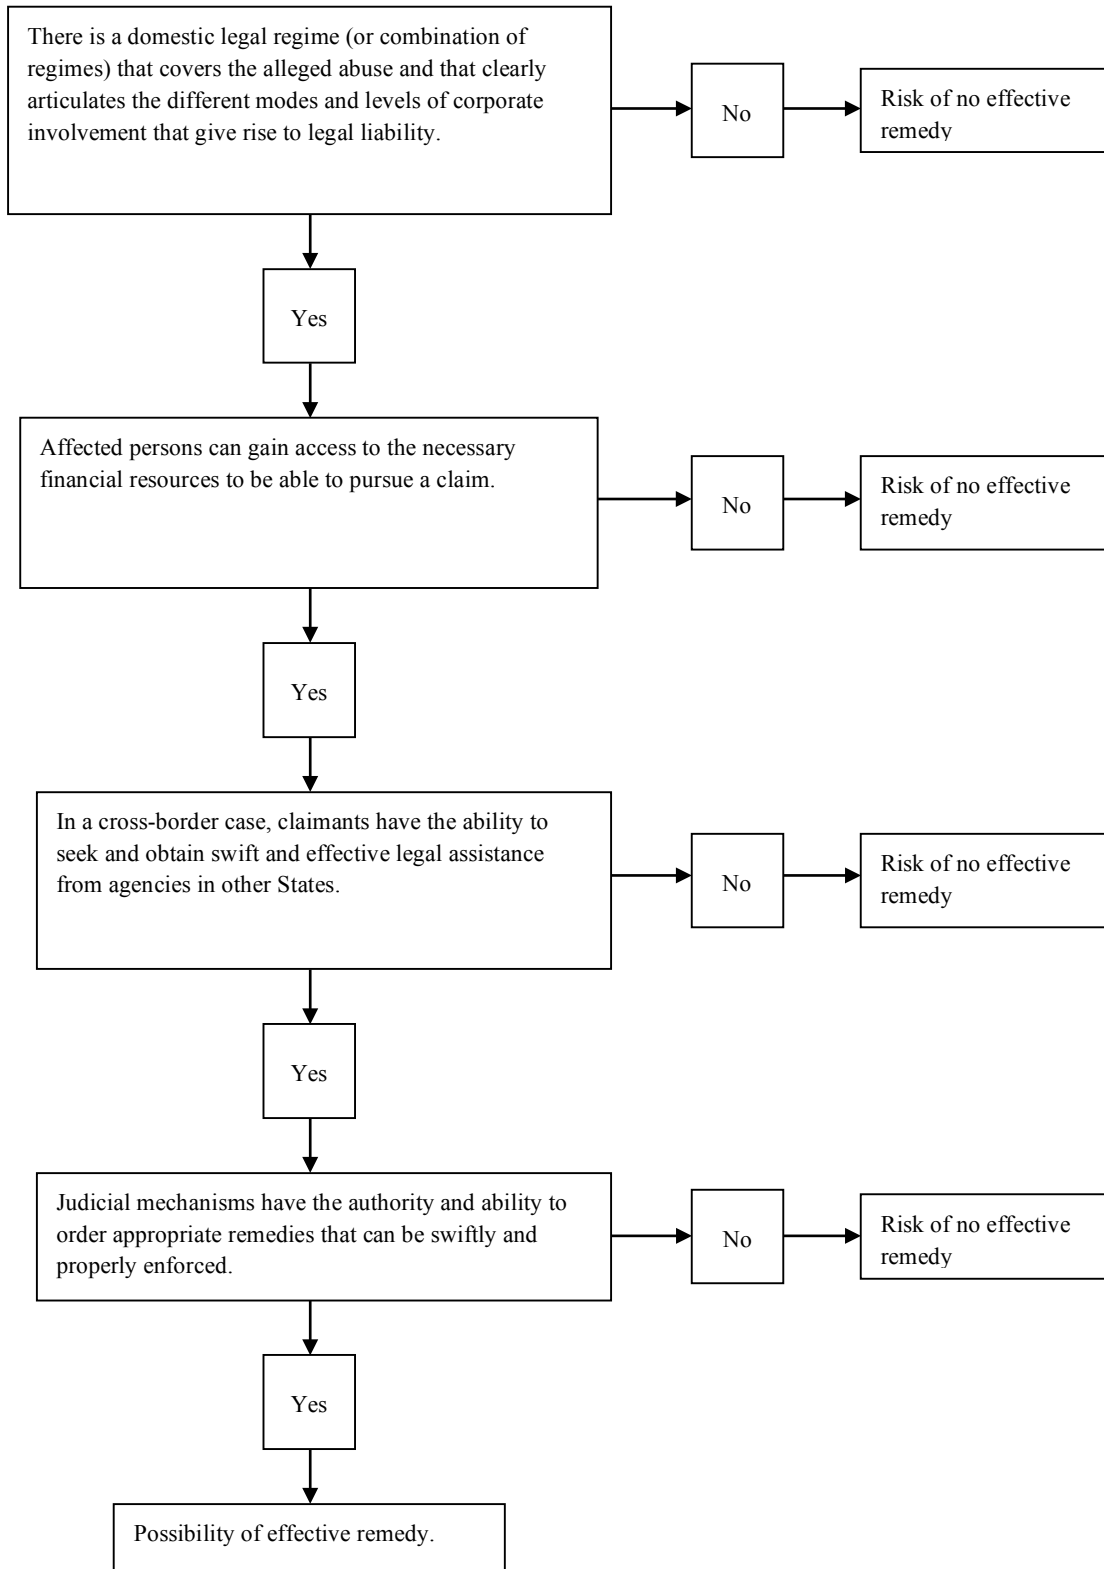 There is a domestic legal regime (or combination of
regimes) that covers the alleged abuse and that clearly
articulates the different modes and levels of corporate
involvement that give rise to legal liability.
No
Risk of no effective
remedy
Yes
Affected persons can gain access to the necessary
financial resources to be able to pursue a claim.
No
Risk of no effective
remedy
Yes
In a cross-border case, claimants have the ability to
seek and obtain swift and effective legal assistance
from agencies in other States.
No
Risk of no effective
remedy
Yes
Judicial mechanisms have the authority and ability to
order appropriate remedies that can be swiftly and
properly enforced.
No
Risk of no effective
remedy
Yes
Possibility of effective remedy.